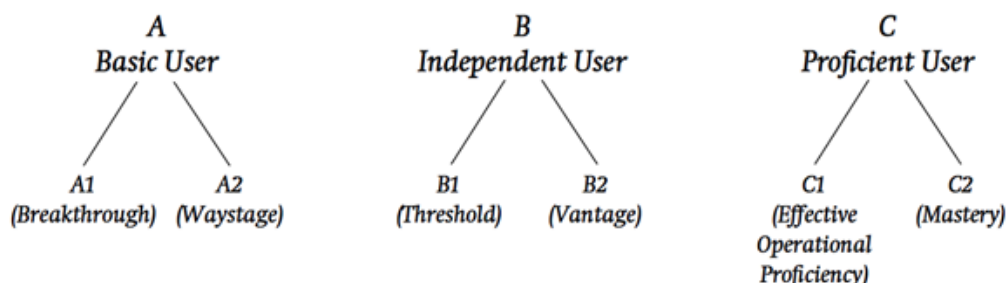 A
Basic User
A1
(Breakthrough)
A2
(Waystage)
B
Independent User
B1
(Threshold)
B2
(Vantage)
C
Proficient User
C1
(Effective
Operational
Proficiency)
C2
(Mastery)